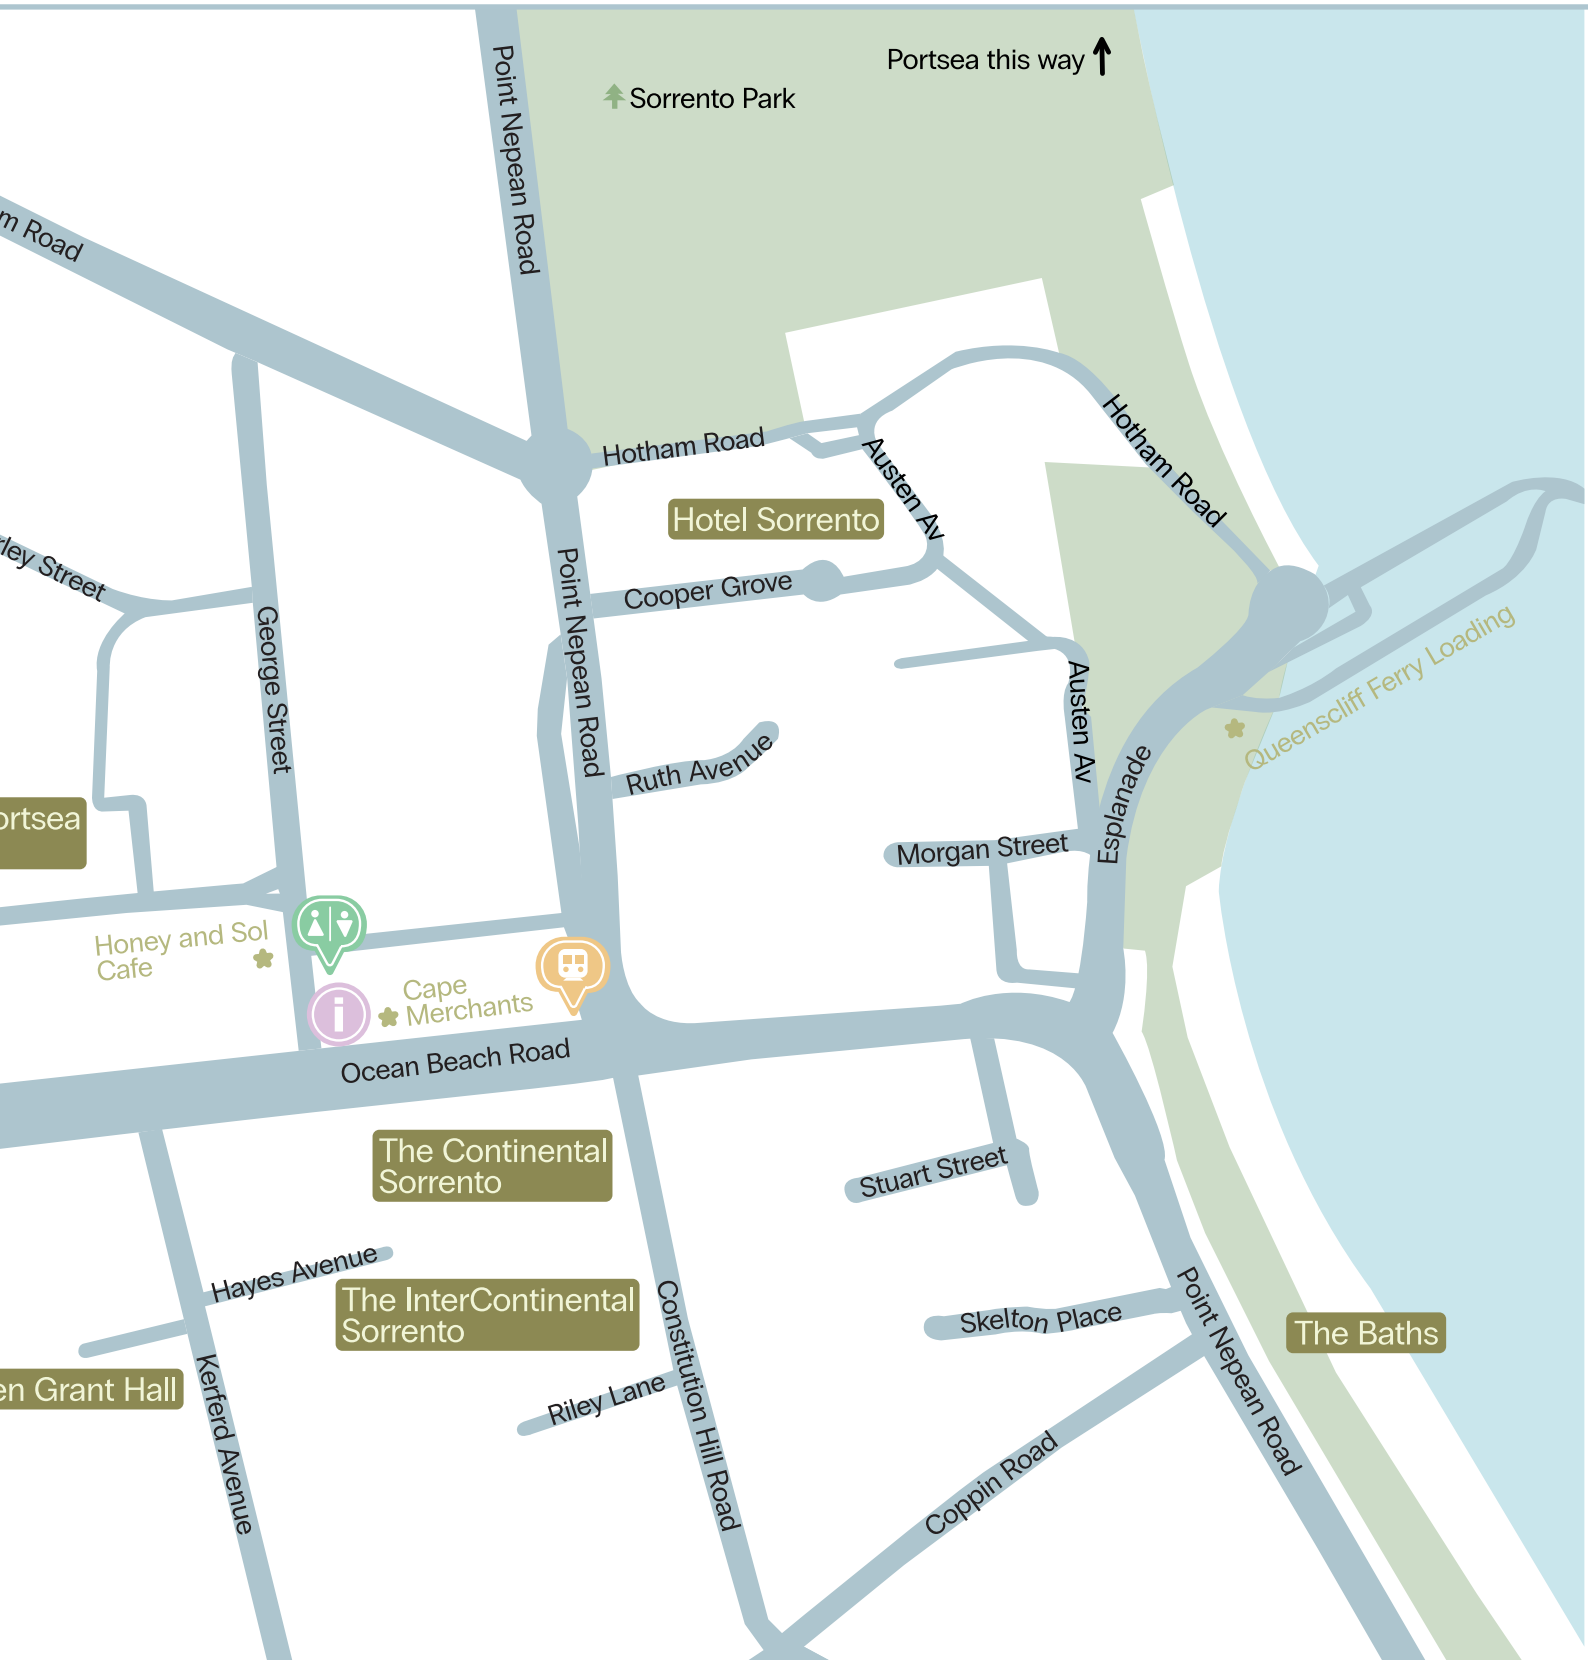 Portsea this way
Sorrento Park
Point Nepean Road
Road
Hotham Road
Hotham Road
Austen Av
Hotel Sorrento
Point Nepean Road
Cooper Grove
Street
George Street
Queenscliff Ferry Loading
Austen Av
Ruth Avenue
Esplanade
Morgan Street
Honey and Sol
Cafe
Cape
Merchants
i
Ocean Beach Road
The Continental
Sorrento
Stuart Street
Hayes Avenue
The InterContinental
Sorrento
Constitution Hill Road
Skelton Place
Point Nepean Road
The Baths
Grant Hall
Kerferd Avenue
Riley Lane
Coppin Road